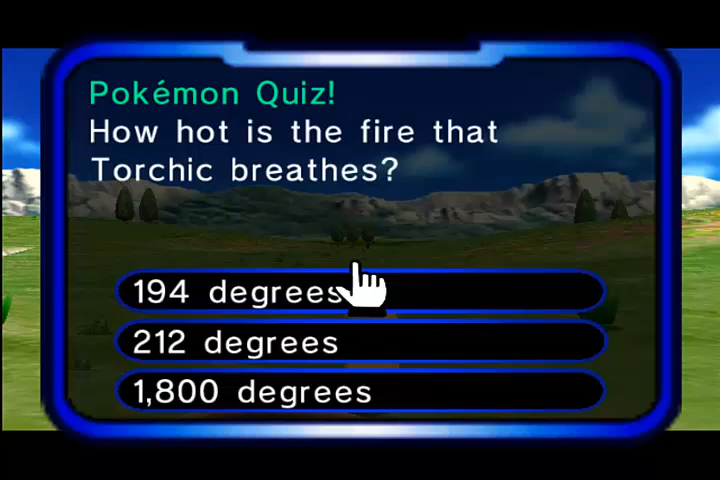 Pokémon Quiz!
How hot is the fire that
Torchic breathes?
194 degrees
212 degrees
1,800 degrees